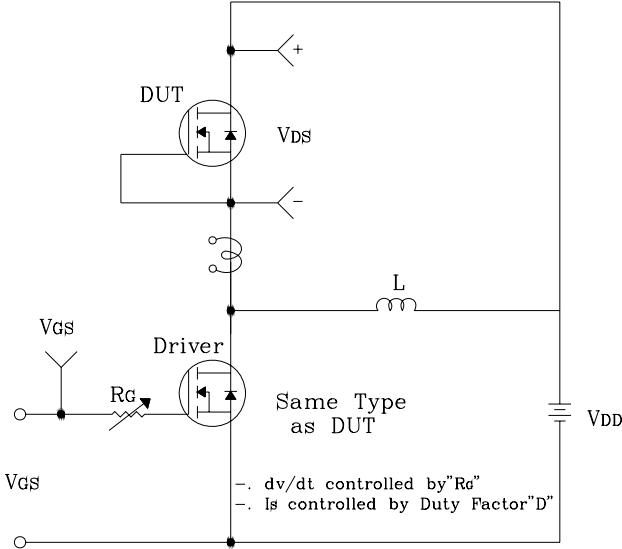 +
DUT
VDS
−
L
VGS
Driver
RG
Same Type
as DUT
VDD
VGS
−. dv/dt controlled by"RG"
−. Is controlled by Duty Factor"D"